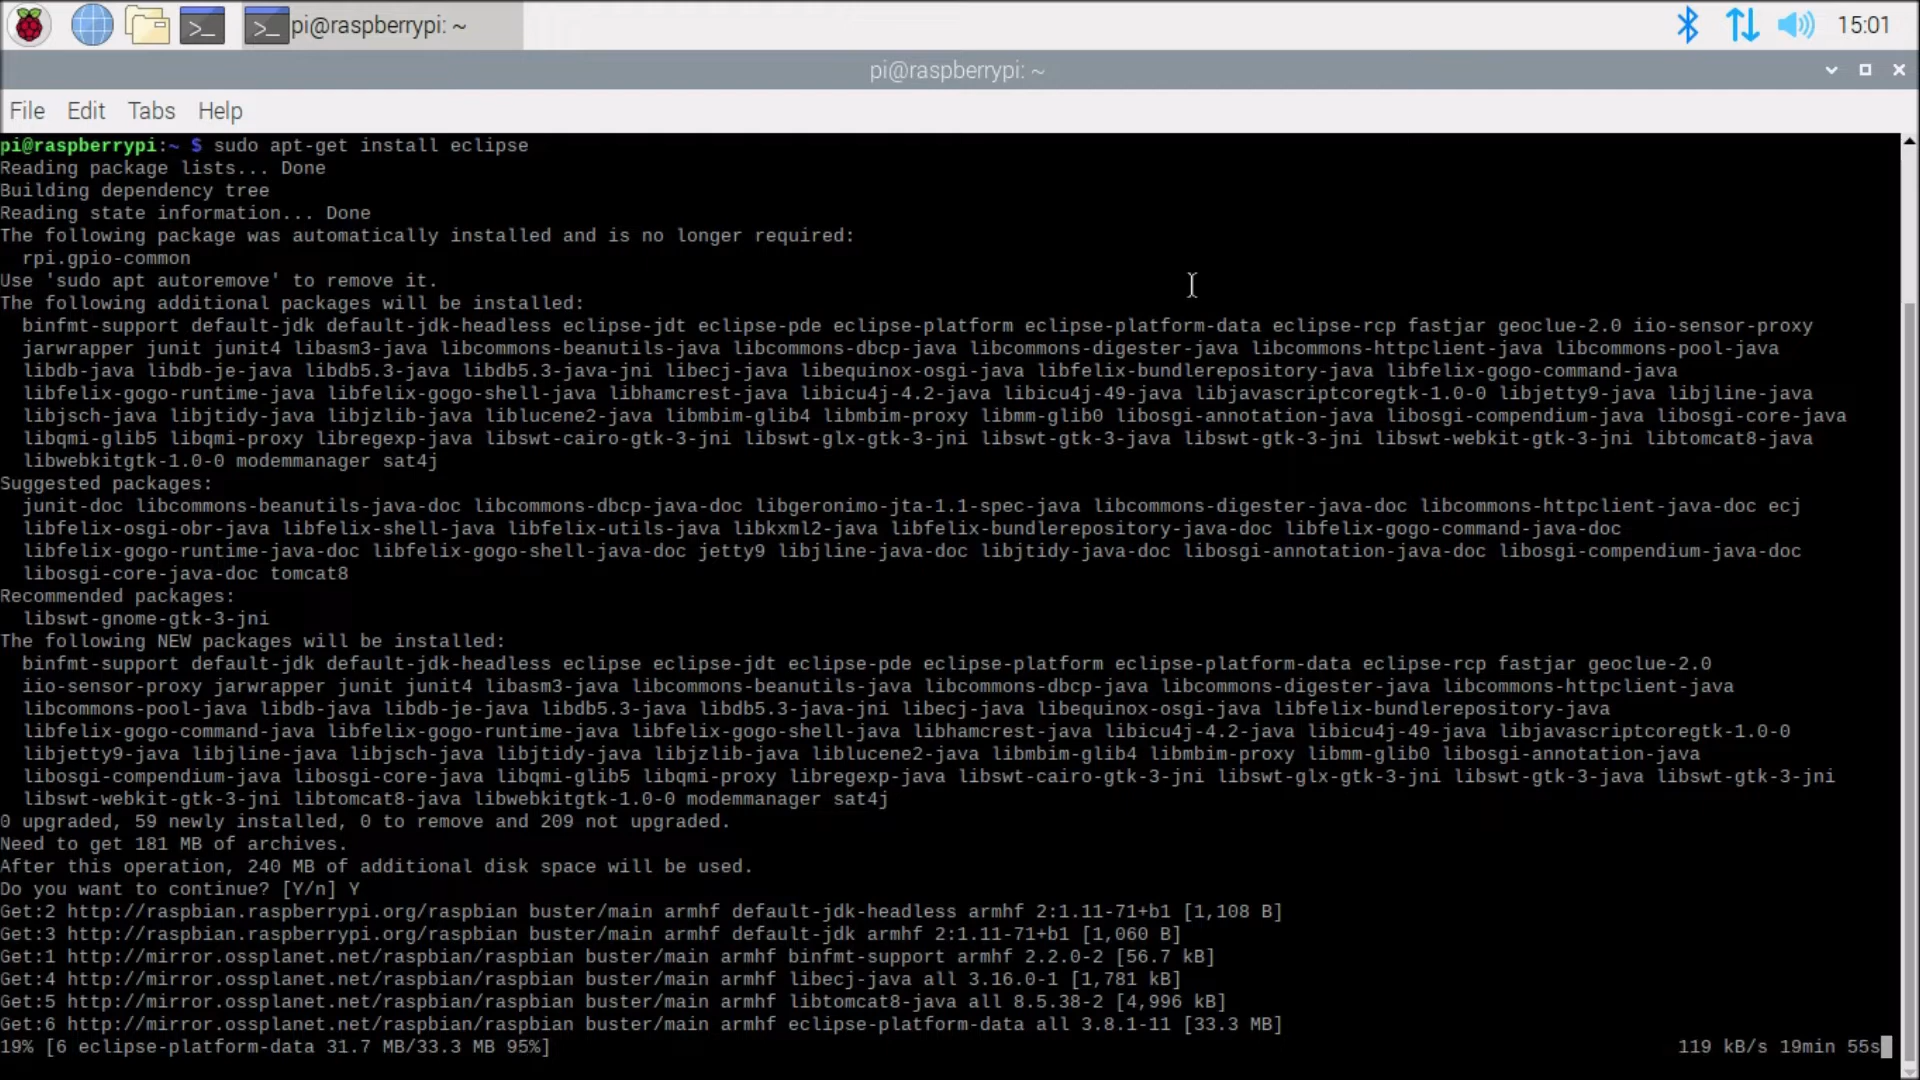 pi@raspberrypi: ~
15:01
pi@raspberrypi: ~
File Edit Tabs Help
pi@raspberrypi:~ $ sudo apt-get install eclipse
Reading package lists... Done
Building dependency tree
Reading state information... Done
The following package was automatically installed and is no longer required:
  rpi.gpio-common
Use 'sudo apt autoremove' to remove it.
The following additional packages will be installed:
  binfmt-support default-jdk default-jdk-headless eclipse-jdt eclipse-pde eclipse-platform eclipse-platform-data eclipse-rcp fastjar geoclue-2.0 iio-sensor-proxy
  jarwrapper junit junit4 libasm3-java libcommons-beanutils-java libcommons-dbcp-java libcommons-digester-java libcommons-httpclient-java libcommons-pool-java
  libdb-java libdb-je-java libdb5.3-java libdb5.3-java-jni libecj-java libequinox-osgi-java libfelix-bundlerepository-java libfelix-gogo-command-java
  libfelix-gogo-runtime-java libfelix-gogo-shell-java libhamcrest-java libicu4j-4.2-java libicu4j-49-java libjavascriptcoregtk-1.0-0 libjetty9-java libjline-java
  libjsch-java libjtidy-java libjzlib-java liblucene2-java libmbim-glib4 libmbim-proxy libmm-glib0 libosgi-annotation-java libosgi-compendium-java libosgi-core-java
  libqmi-glib5 libqmi-proxy libregexp-java libswt-cairo-gtk-3-jni libswt-glx-gtk-3-jni libswt-gtk-3-java libswt-gtk-3-jni libswt-webkit-gtk-3-jni libtomcat8-java
  libwebkitgtk-1.0-0 modemmanager sat4j
Suggested packages:
  junit-doc libcommons-beanutils-java-doc libcommons-dbcp-java-doc libgeronimo-jta-1.1-spec-java libcommons-digester-java-doc libcommons-httpclient-java-doc ecj
  libfelix-osgi-obr-java libfelix-shell-java libfelix-utils-java libkxml2-java libfelix-bundlerepository-java-doc libfelix-gogo-command-java-doc
  libfelix-gogo-runtime-java-doc libfelix-gogo-shell-java-doc jetty9 libjline-java-doc libjtidy-java-doc libosgi-annotation-java-doc libosgi-compendium-java-doc
  libosgi-core-java-doc tomcat8
Recommended packages:
  libswt-gnome-gtk-3-jni
The following NEW packages will be installed:
  binfmt-support default-jdk default-jdk-headless eclipse eclipse-jdt eclipse-pde eclipse-platform eclipse-platform-data eclipse-rcp fastjar geoclue-2.0
  iio-sensor-proxy jarwrapper junit junit4 libasm3-java libcommons-beanutils-java libcommons-dbcp-java libcommons-digester-java libcommons-httpclient-java
  libcommons-pool-java libdb-java libdb-je-java libdb5.3-java libdb5.3-java-jni libecj-java libequinox-osgi-java libfelix-bundlerepository-java
  libfelix-gogo-command-java libfelix-gogo-runtime-java libfelix-gogo-shell-java libhamcrest-java libicu4j-4.2-java libicu4j-49-java libjavascriptcoregtk-1.0-0
  libjetty9-java libjline-java libjsch-java libjtidy-java libjzlib-java liblucene2-java libmbim-glib4 libmbim-proxy libmm-glib0 libosgi-annotation-java
  libosgi-compendium-java libosgi-core-java libqmi-glib5 libqmi-proxy libregexp-java libswt-cairo-gtk-3-jni libswt-glx-gtk-3-jni libswt-gtk-3-java libswt-gtk-3-jni
  libswt-webkit-gtk-3-jni libtomcat8-java libwebkitgtk-1.0-0 modemmanager sat4j
0 upgraded, 59 newly installed, 0 to remove and 209 not upgraded.
Need to get 181 MB of archives.
After this operation, 240 MB of additional disk space will be used.
Do you want to continue? [Y/n] Y
Get:2 http://raspbian.raspberrypi.org/raspbian buster/main armhf default-jdk-headless armhf 2:1.11-71+b1 [1,108 B]
Get:3 http://raspbian.raspberrypi.org/raspbian buster/main armhf default-jdk armhf 2:1.11-71+b1 [1,060 B]
Get:1 http://mirror.ossplanet.net/raspbian/raspbian buster/main armhf binfmt-support armhf 2.2.0-2 [56.7 kB]
Get:4 http://mirror.ossplanet.net/raspbian/raspbian buster/main armhf libecj-java all 3.16.0-1 [1,781 kB]
Get:5 http://mirror.ossplanet.net/raspbian/raspbian buster/main armhf libtomcat8-java all 8.5.38-2 [4,996 kB]
Get:6 http://mirror.ossplanet.net/raspbian/raspbian buster/main armhf eclipse-platform-data all 3.8.1-11 [33.3 MB]
19% [6 eclipse-platform-data 31.7 MB/33.3 MB 95%] 119 kB/s 19min 55s